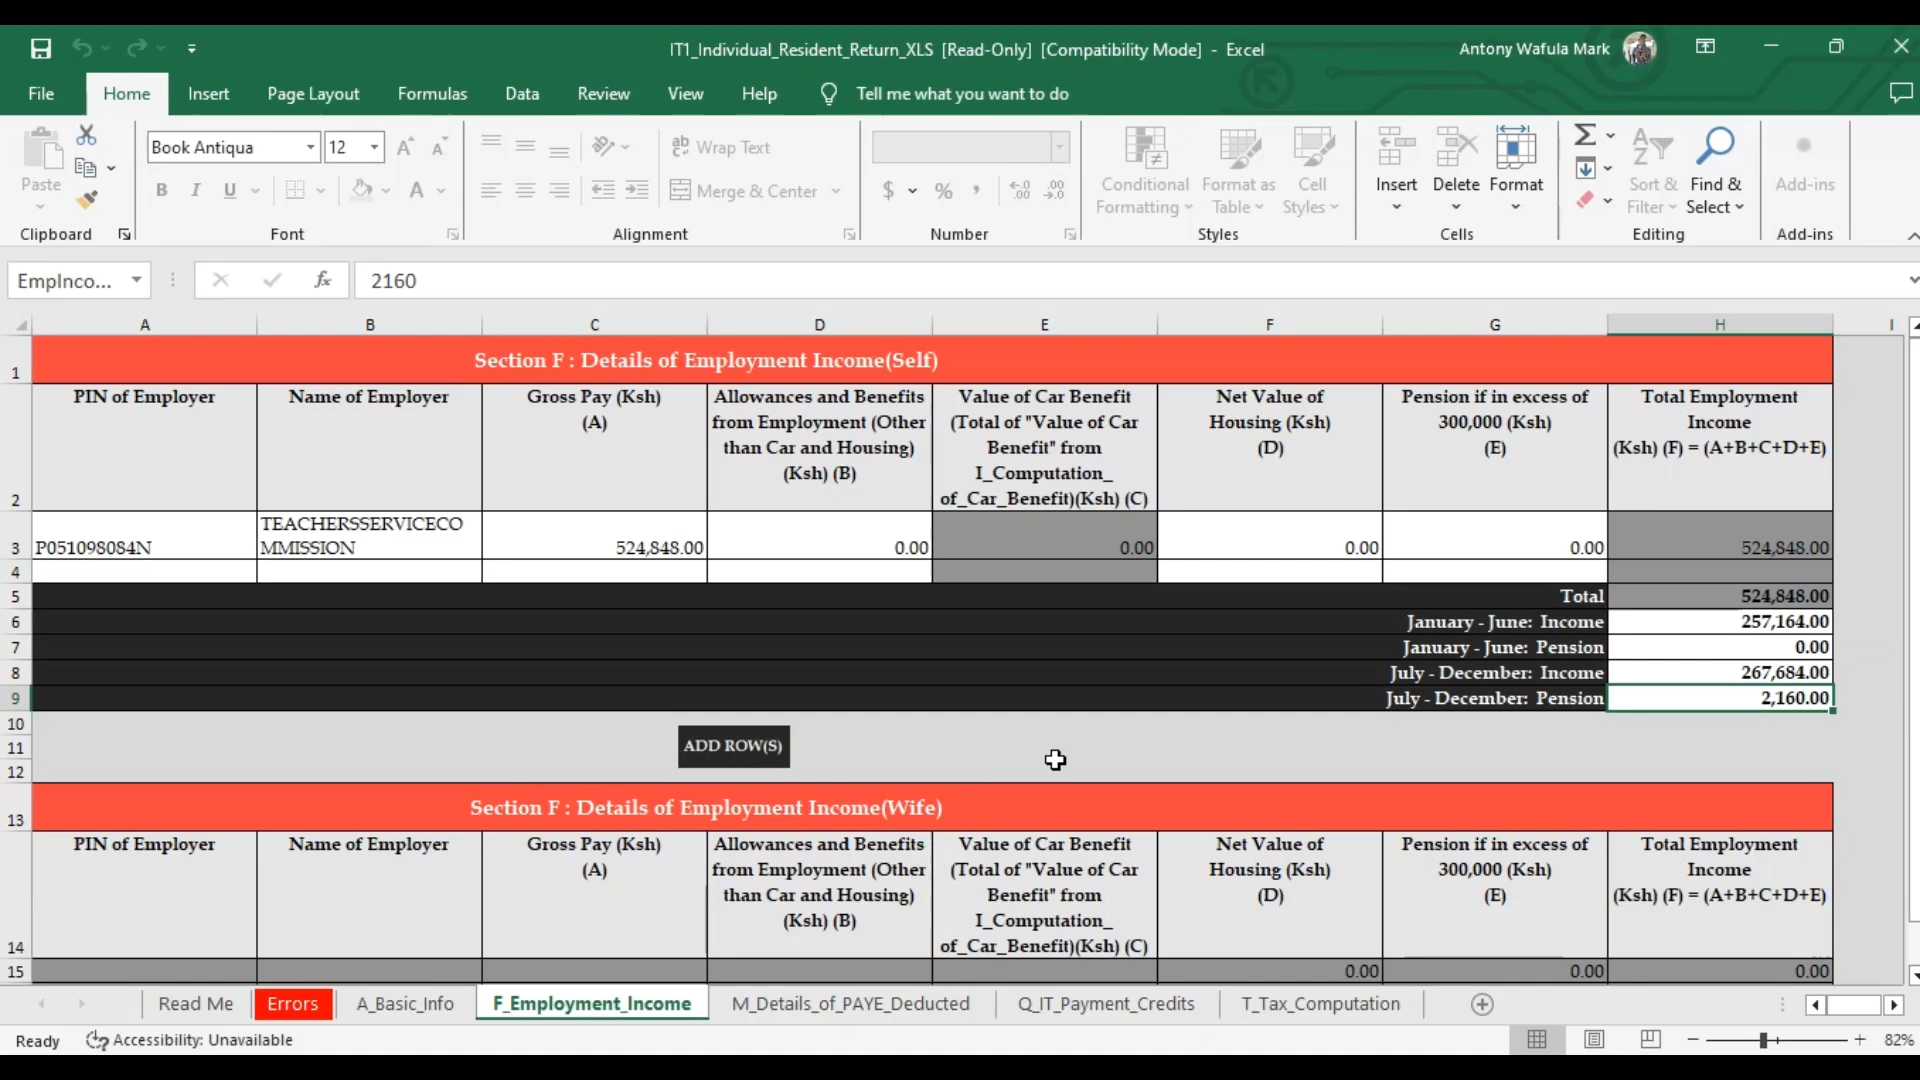 IT1_Individual_Resident_Return_XLS [Read-Only] [Compatibility Mode] - Excel
Antony Wafula Mark
File Home Insert Page Layout Formulas Data Review View Help Tell me what you want to do
Paste
Clipboard
Book Antiqua 12
B I U A
Font
Wrap Text
Merge & Center
Alignment
$ % ,
Number
Conditional Formatting
Format as Table
Cell Styles
Styles
Insert Delete Format
Cells
Sort & Filter
Find & Select
Editing
Add-ins
Add-ins
EmpInco... fx 2160
A B C D E F G H I
1 Section F : Details of Employment Income(Self)
PIN of Employer
Name of Employer
Gross Pay (Ksh)
(A)
Allowances and Benefits
from Employment (Other
than Car and Housing)
(Ksh) (B)
Value of Car Benefit
(Total of "Value of Car
Benefit" from
I_Computation_
of_Car_Benefit)(Ksh) (C)
Net Value of
Housing (Ksh)
(D)
Pension if in excess of
300,000 (Ksh)
(E)
Total Employment
Income
(Ksh) (F) = (A+B+C+D+E)
2
TEACHERSSERVICECO
3 P051098084N MMISSION 524,848.00 0.00 0.00 0.00 0.00 524,848.00
4
5 Total 524,848.00
6 January - June: Income 257,164.00
7 January - June: Pension 0.00
8 July - December: Income 267,684.00
9 July - December: Pension 2,160.00
10
11 ADD ROW(S)
12
13 Section F : Details of Employment Income(Wife)
PIN of Employer
Name of Employer
Gross Pay (Ksh)
(A)
Allowances and Benefits
from Employment (Other
than Car and Housing)
(Ksh) (B)
Value of Car Benefit
(Total of "Value of Car
Benefit" from
I_Computation_
of_Car_Benefit)(Ksh) (C)
Net Value of
Housing (Ksh)
(D)
Pension if in excess of
300,000 (Ksh)
(E)
Total Employment
Income
(Ksh) (F) = (A+B+C+D+E)
14
15 0.00 0.00 0.00
Read Me Errors A_Basic_Info F_Employment_Income M_Details_of_PAYE_Deducted Q_IT_Payment_Credits T_Tax_Computation
Ready Accessibility: Unavailable 82%